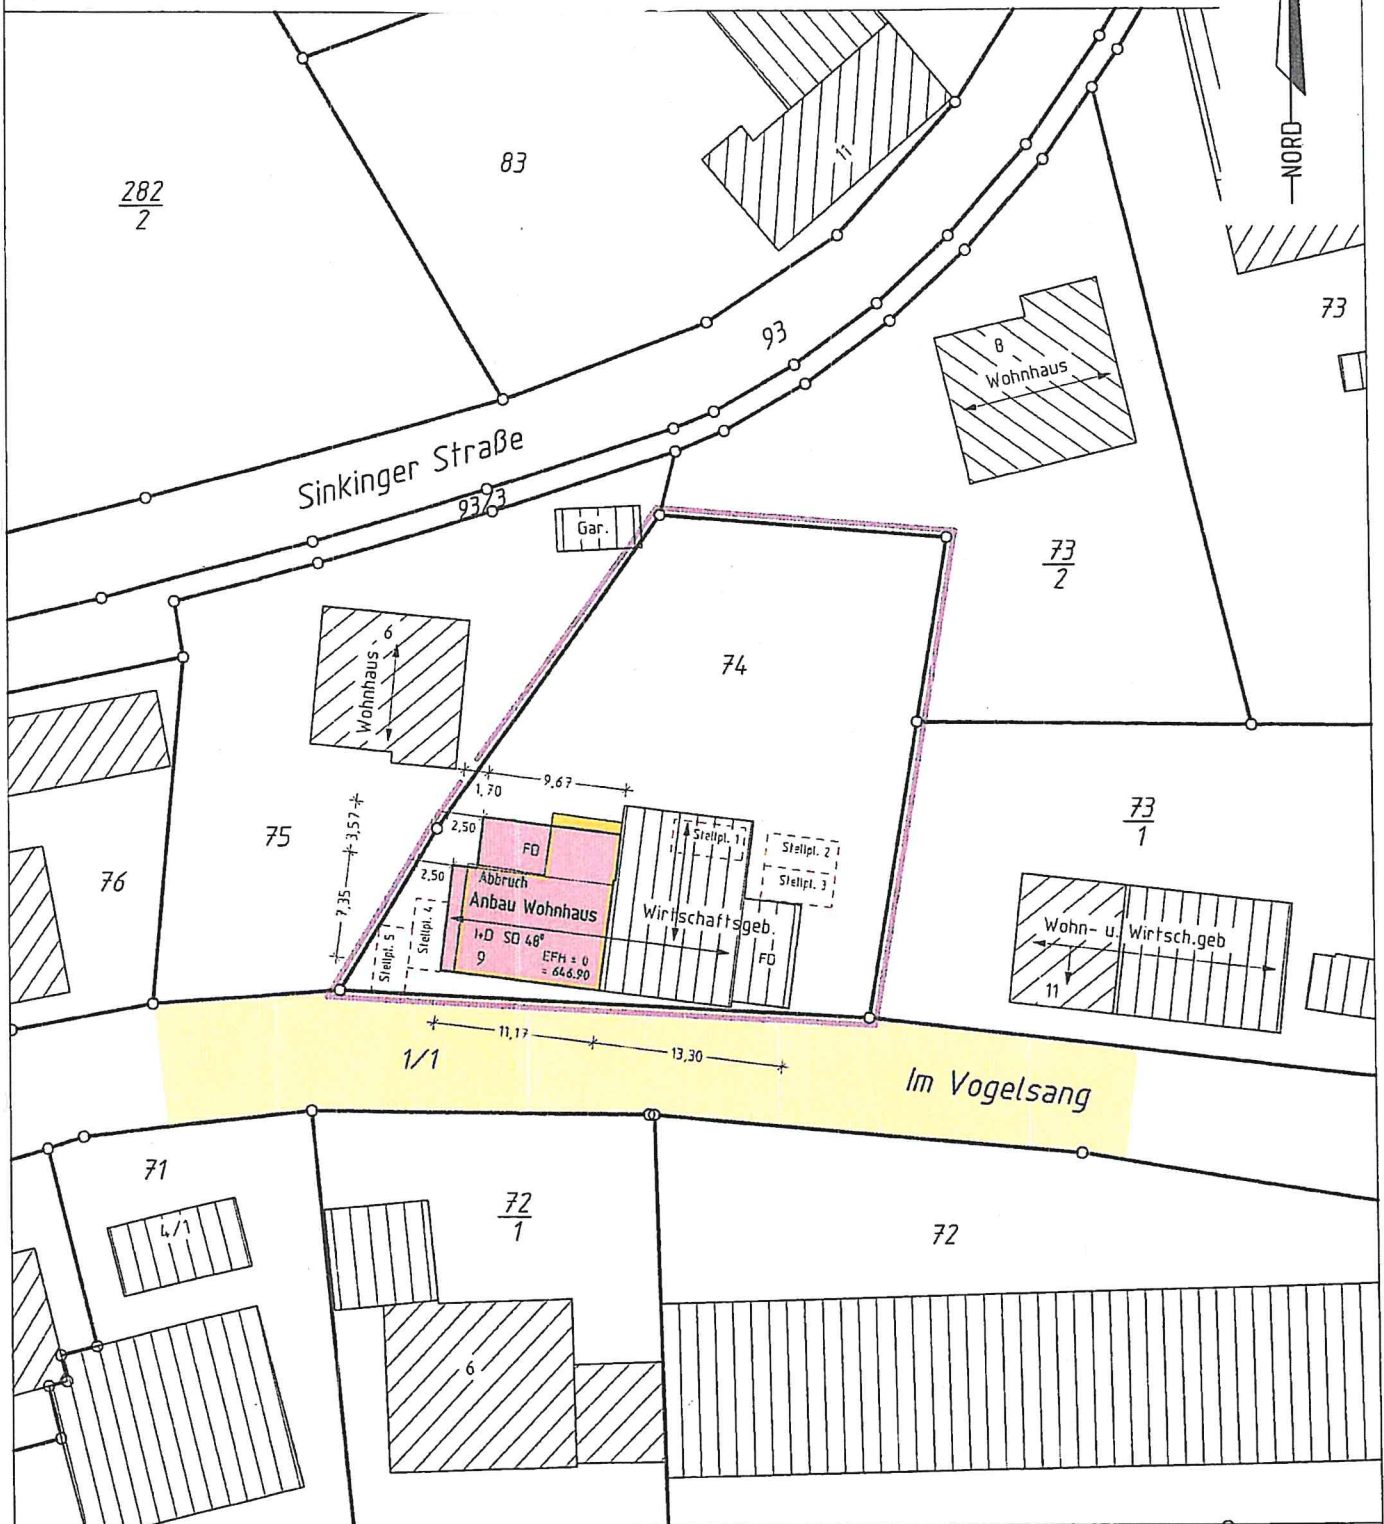 282
2
83
11
NORD
73
93
8
Wohnhaus
Sinkinger Straße
93/3
Gar.
73
2
6
Wohnhaus
74
9,67
1,70
3,57
75
2,50
FD
Stellpl. 1
Stellpl. 2
Stellpl. 3
73
1
76
2,50
Abbruch
Anbau Wohnhaus
7,35
Stellpl. 4
Stellpl. 5
Wirtschaftsgeb.
I+D SD 48°
9
EFH ± 0
= 646.90
FD
Wohn- u. Wirtsch.geb
11
11,17
13,30
1/1
Im Vogelsang
71
4/1
72
1
72
6